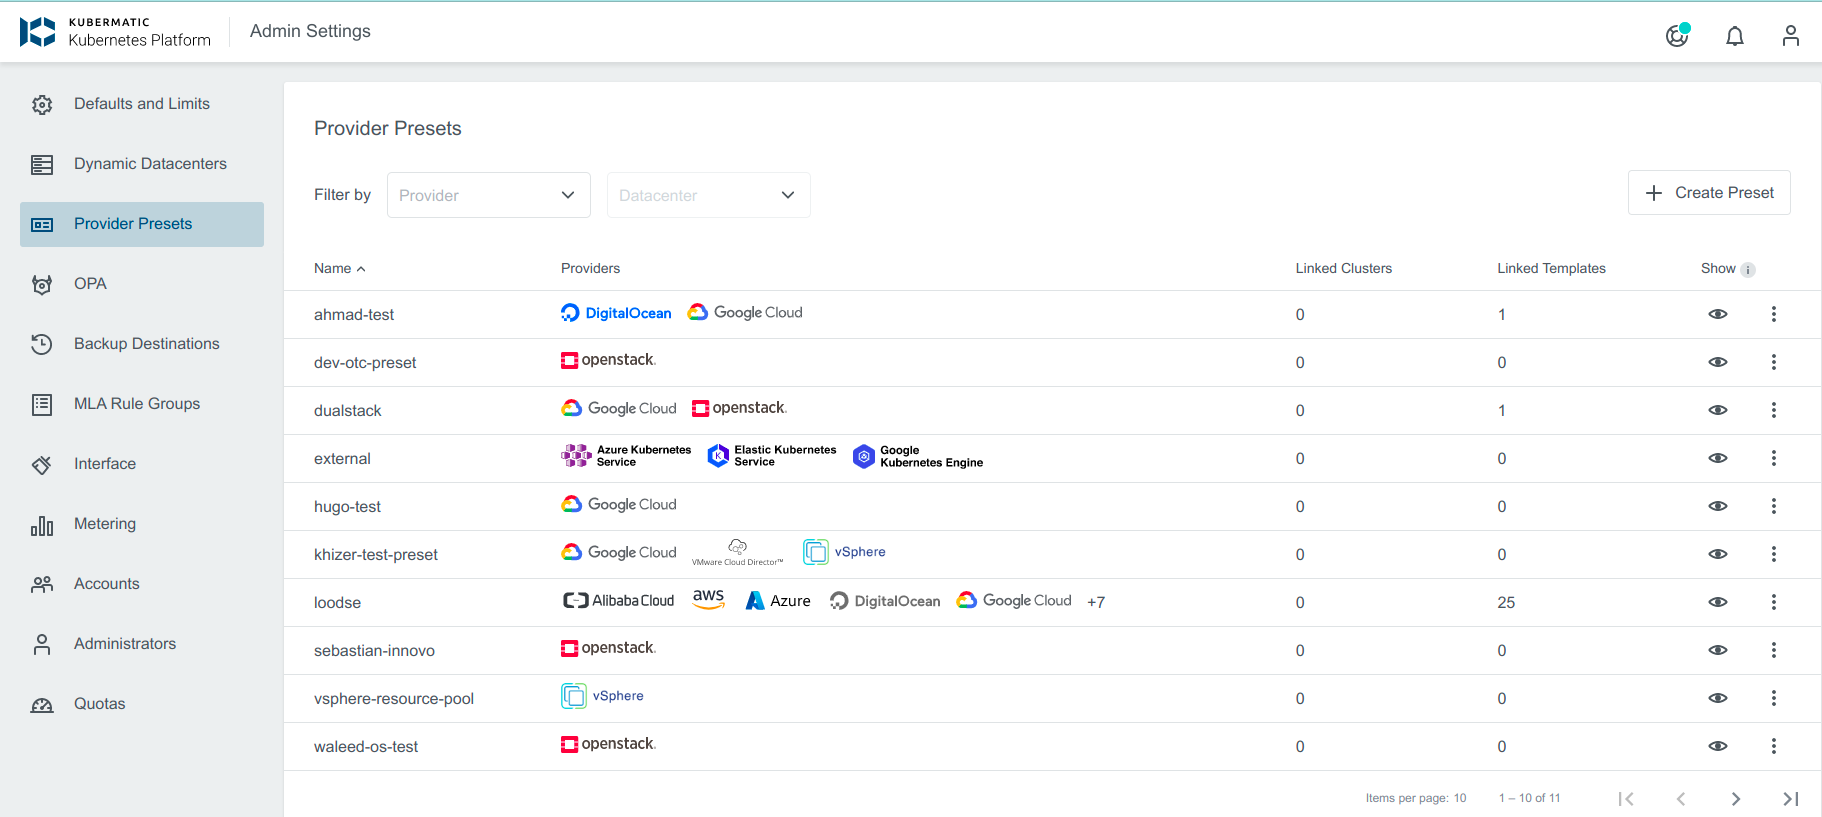 KUBERMATIC
Kubernetes Platform
Admin Settings
Defaults and Limits
Dynamic Datacenters
Provider Presets
OPA
Backup Destinations
MLA Rule Groups
Interface
Metering
Accounts
Administrators
Quotas
Provider Presets
Filter by Provider Datacenter Create Preset
Name Providers Linked Clusters Linked Templates Show i
ahmad-test DigitalOcean Google Cloud 0 1
dev-otc-preset openstack. 0 0
dualstack Google Cloud openstack. 0 1
external Azure Kubernetes Service Elastic Kubernetes Service Google Kubernetes Engine 0 0
hugo-test Google Cloud 0 0
khizer-test-preset Google Cloud VMware Cloud Director™ vSphere 0 0
loodse Alibaba Cloud aws Azure DigitalOcean Google Cloud +7 0 25
sebastian-innovo openstack. 0 0
vsphere-resource-pool vSphere 0 0
waleed-os-test openstack. 0 0
Items per page: 10 1 – 10 of 11